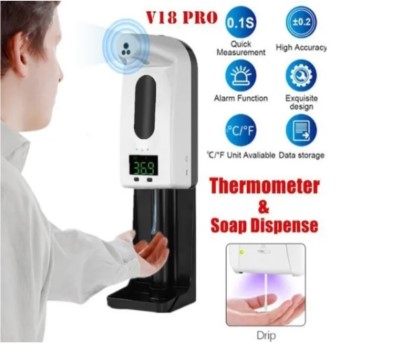 V18 PRO
0.1S
±0.2
Quick
Measurement
High Accuracy
Alarm Function
Exquisite
design
°C/°F
°C/°F Unit Avaliable
Data storage
36.9
Thermometer
&
Soap Dispense
Drip